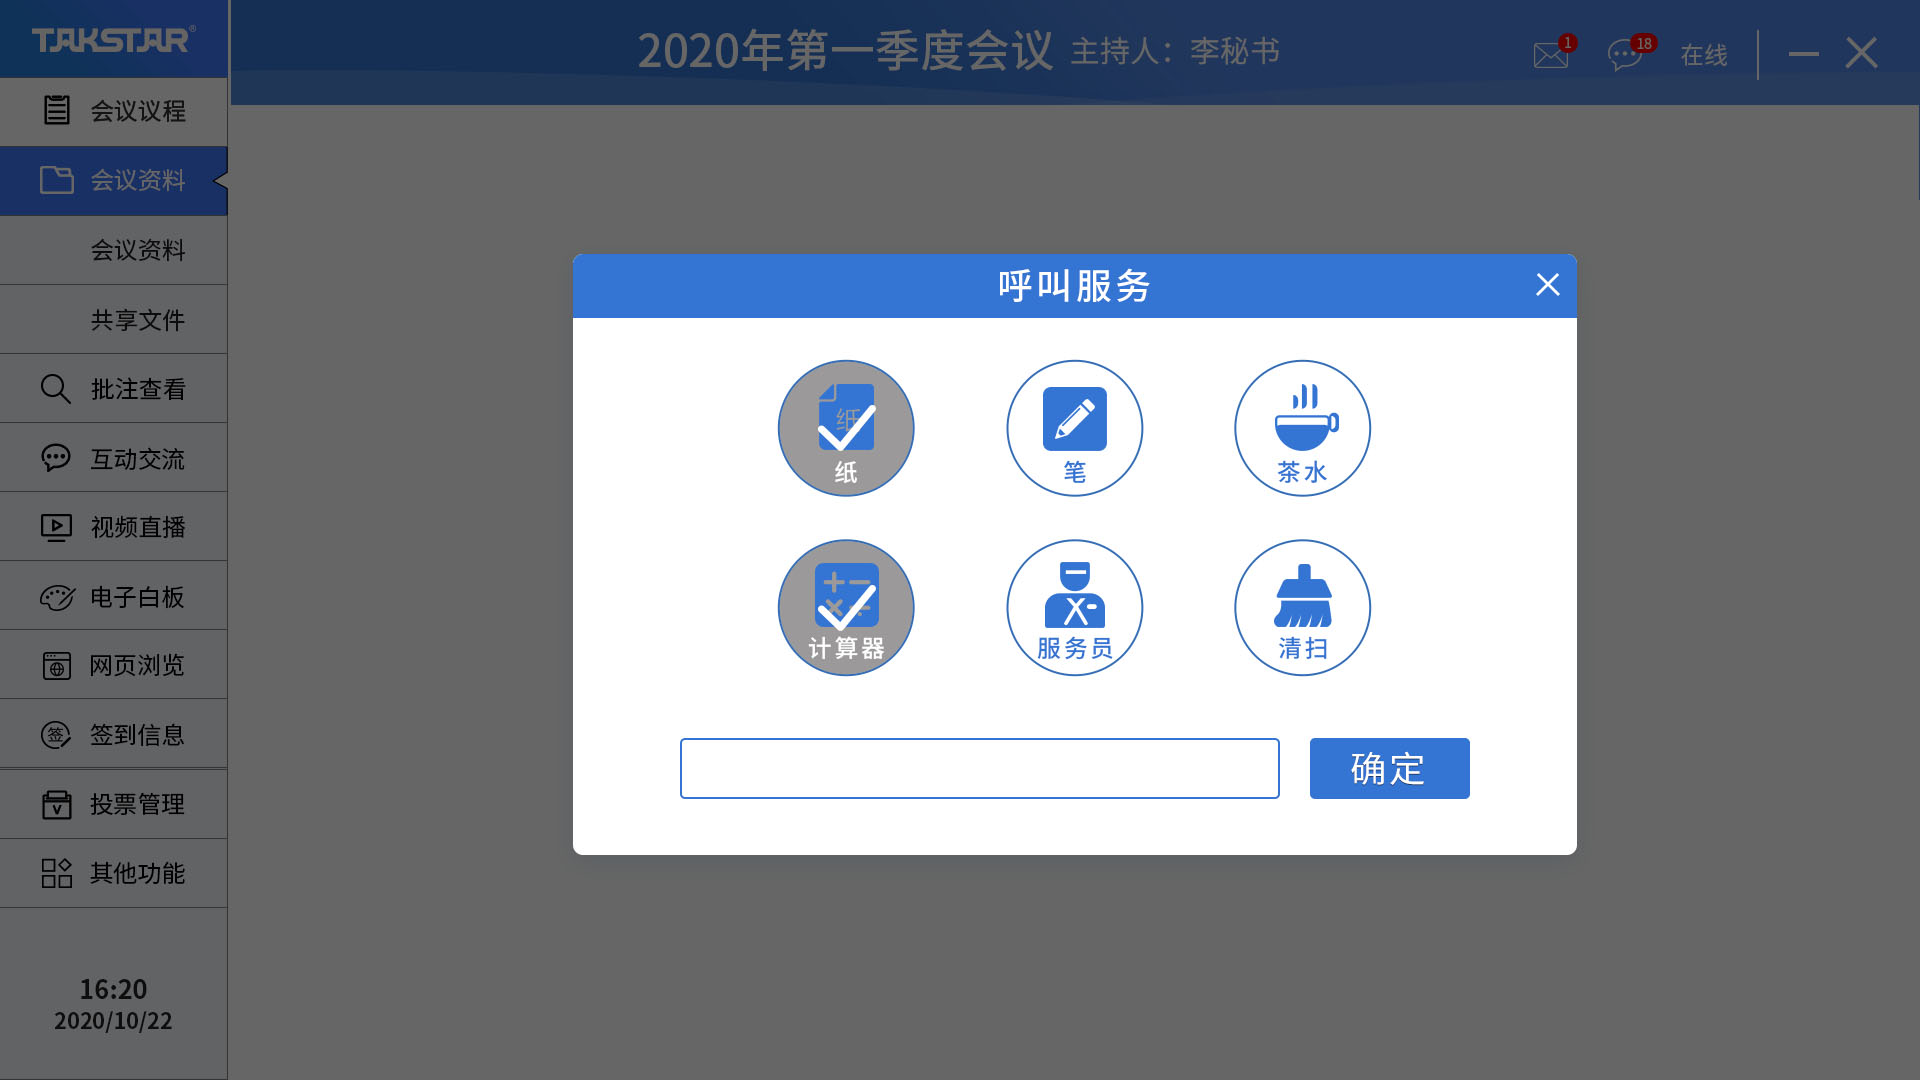 TAKSTAR®
2020年第一季度会议 主持人：李秘书
1
18
在线
会议议程
会议资料
会议资料
共享文件
批注查看
互动交流
视频直播
电子白板
网页浏览
签
签到信息
V
投票管理
其他功能
16:20
2020/10/22
呼叫服务
纸
纸
笔
茶水
计算器
服务员
清扫
确定